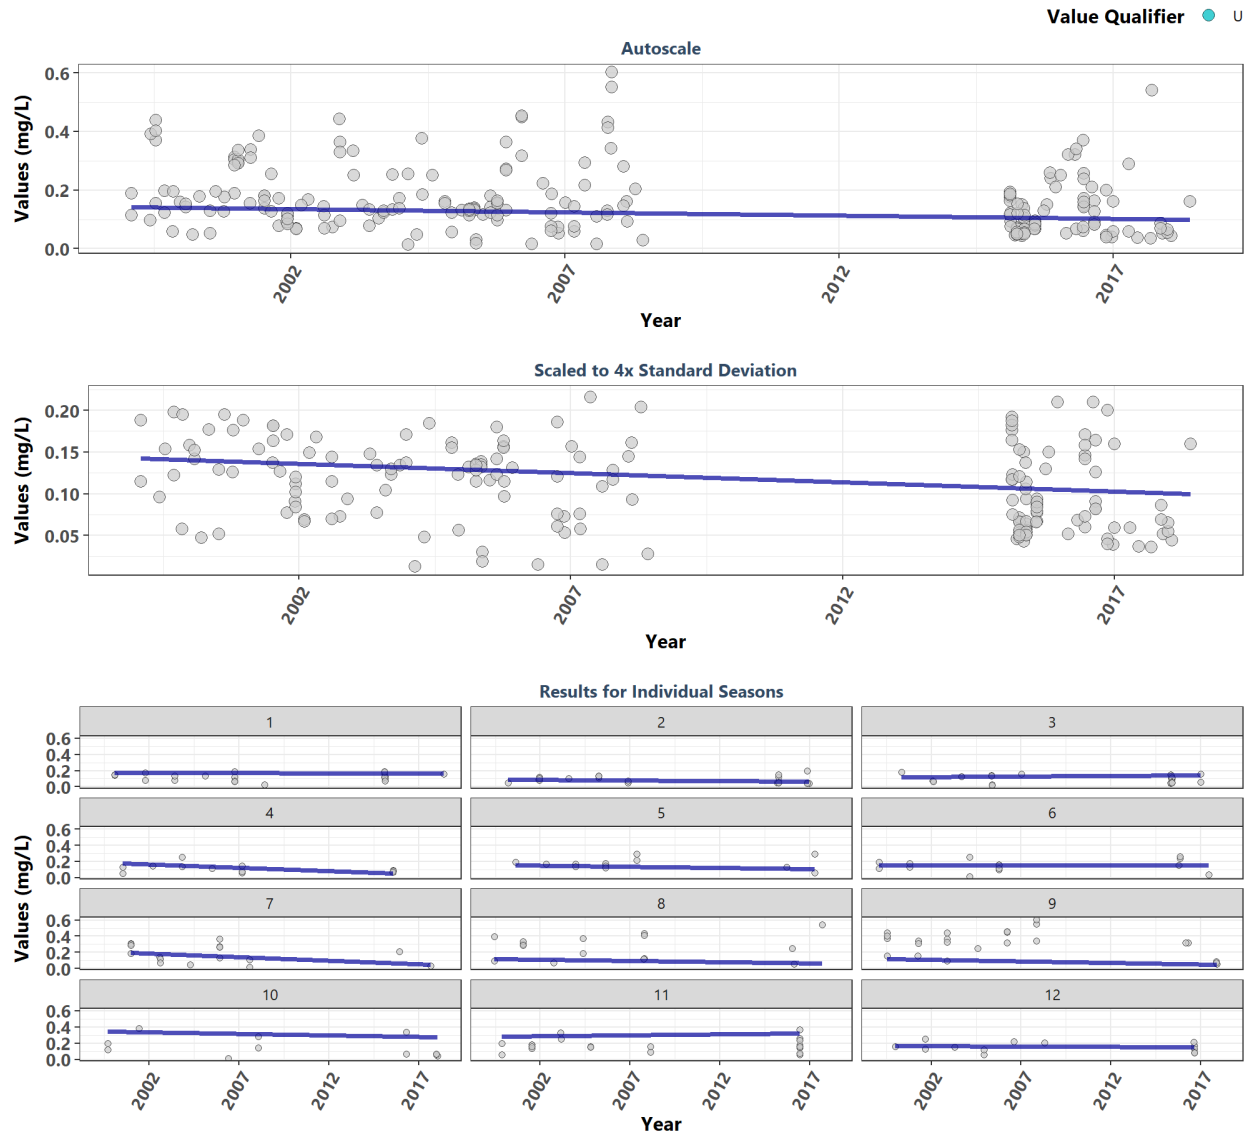 Value Qualifier U
Autoscale
Values (mg/L)
0.6
0.4
0.2
0.0
2002 2007 2012 2017
Year
Scaled to 4x Standard Deviation
Values (mg/L)
0.20
0.15
0.10
0.05
2002 2007 2012 2017
Year
Results for Individual Seasons
Values (mg/L)
1 2 3
0.6
0.4
0.2
0.0
4 5 6
0.6
0.4
0.2
0.0
7 8 9
0.6
0.4
0.2
0.0
10 11 12
0.6
0.4
0.2
0.0
2002 2007 2012 2017 2002 2007 2012 2017 2002 2007 2012 2017
Year